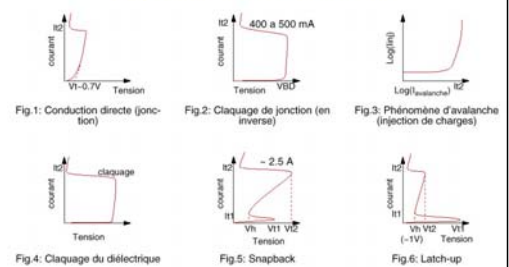 It2
courant
Vt~0.7V
Tension
Fig.1: Conduction directe (jonc-
tion)
It2
400 a 500 mA
courant
Tension
VBD
Fig.2: Claquage de jonction (en
inverse)
Log(Iinj)
Log(Iavalanche)
It2
Fig.3: Phénomène d'avalanche
(injection de charges)
It2
claquage
courant
Tension
Fig.4: Claquage du diélectrique
It2
~ 2.5 A
courant
It1
Vh Vt1 Vt2
Tension
Fig.5: Snapback
It2
courant
It1
Vh Vt2 Vt1
(~1V) Tension
Fig.6: Latch-up